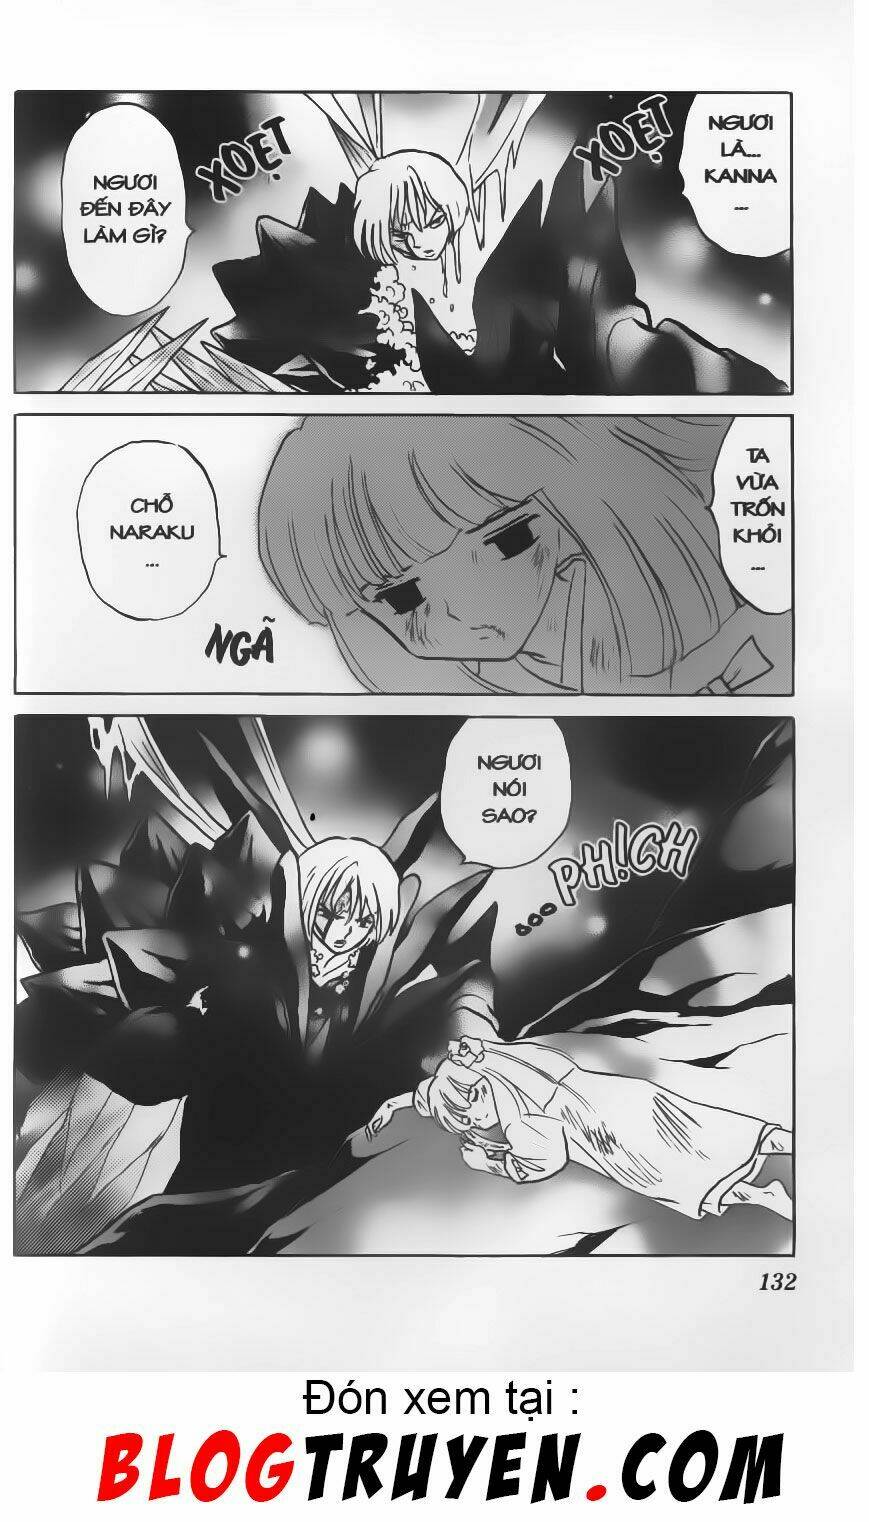 NGƯƠI
LÀ...
KANNA
...
XOẸT
XOẸT
NGƯƠI
ĐẾN ĐÂY
LÀM GÌ?
TA
VỪA
TRỐN
KHỎI
...
CHỖ
NARAKU
...
NGÃ
NGƯƠI
NÓI
SAO?
...PHỊCH
132
Đón xem tại :
BLOGTRUYEN.COM